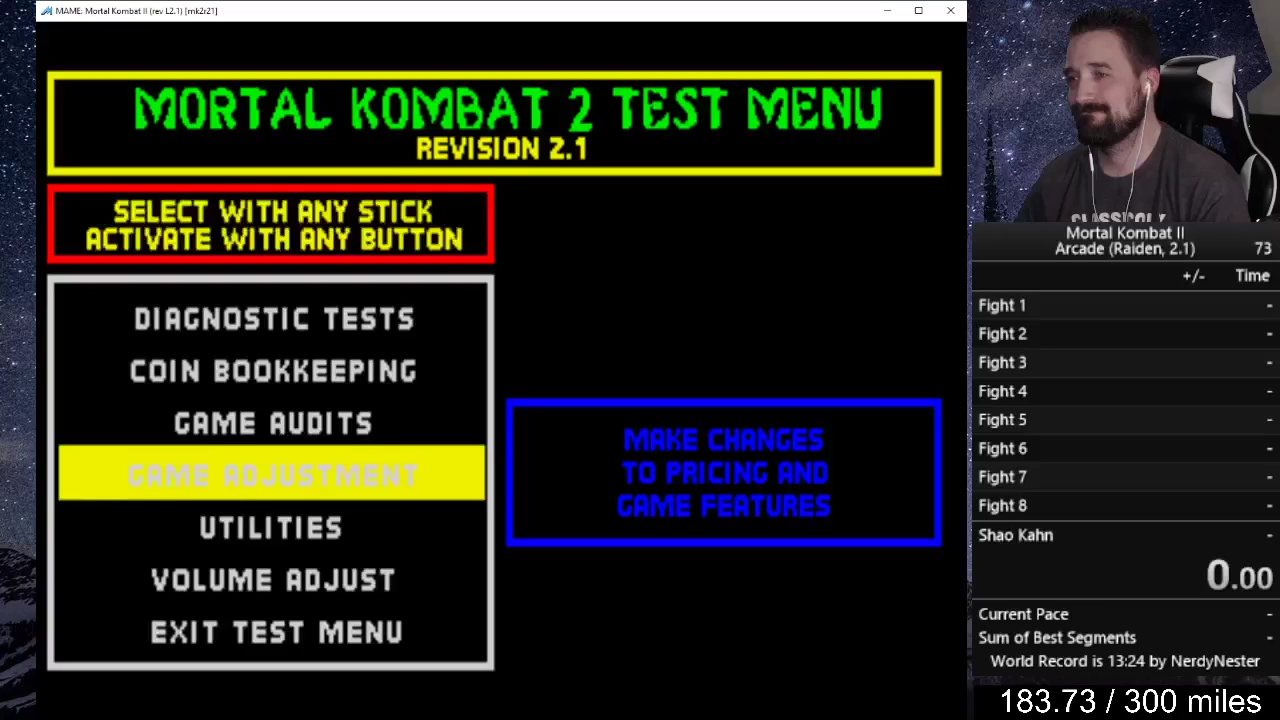 MAME: Mortal Kombat II (rev L2.1) [mk2r21]
MORTAL KOMBAT 2 TEST MENU
REVISION 2.1
SELECT WITH ANY STICK
ACTIVATE WITH ANY BUTTON
DIAGNOSTIC TESTS
COIN BOOKKEEPING
GAME AUDITS
GAME ADJUSTMENT
UTILITIES
VOLUME ADJUST
EXIT TEST MENU
MAKE CHANGES
TO PRICING AND
GAME FEATURES
Mortal Kombat II
Arcade (Raiden, 2.1) 73
+/- Time
Fight 1 -
Fight 2 -
Fight 3 -
Fight 4 -
Fight 5 -
Fight 6 -
Fight 7 -
Fight 8 -
Shao Kahn -
0.00
Current Pace -
Sum of Best Segments -
World Record is 13:24 by NerdyNester
183.73 / 300 miles